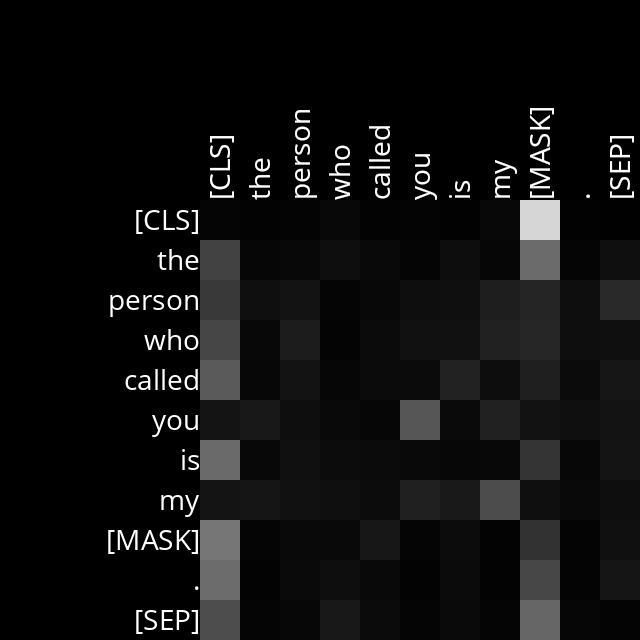 [CLS] the person who called you is my [MASK] . [SEP]
[CLS]
the
person
who
called
you
is
my
[MASK]
.
[SEP]